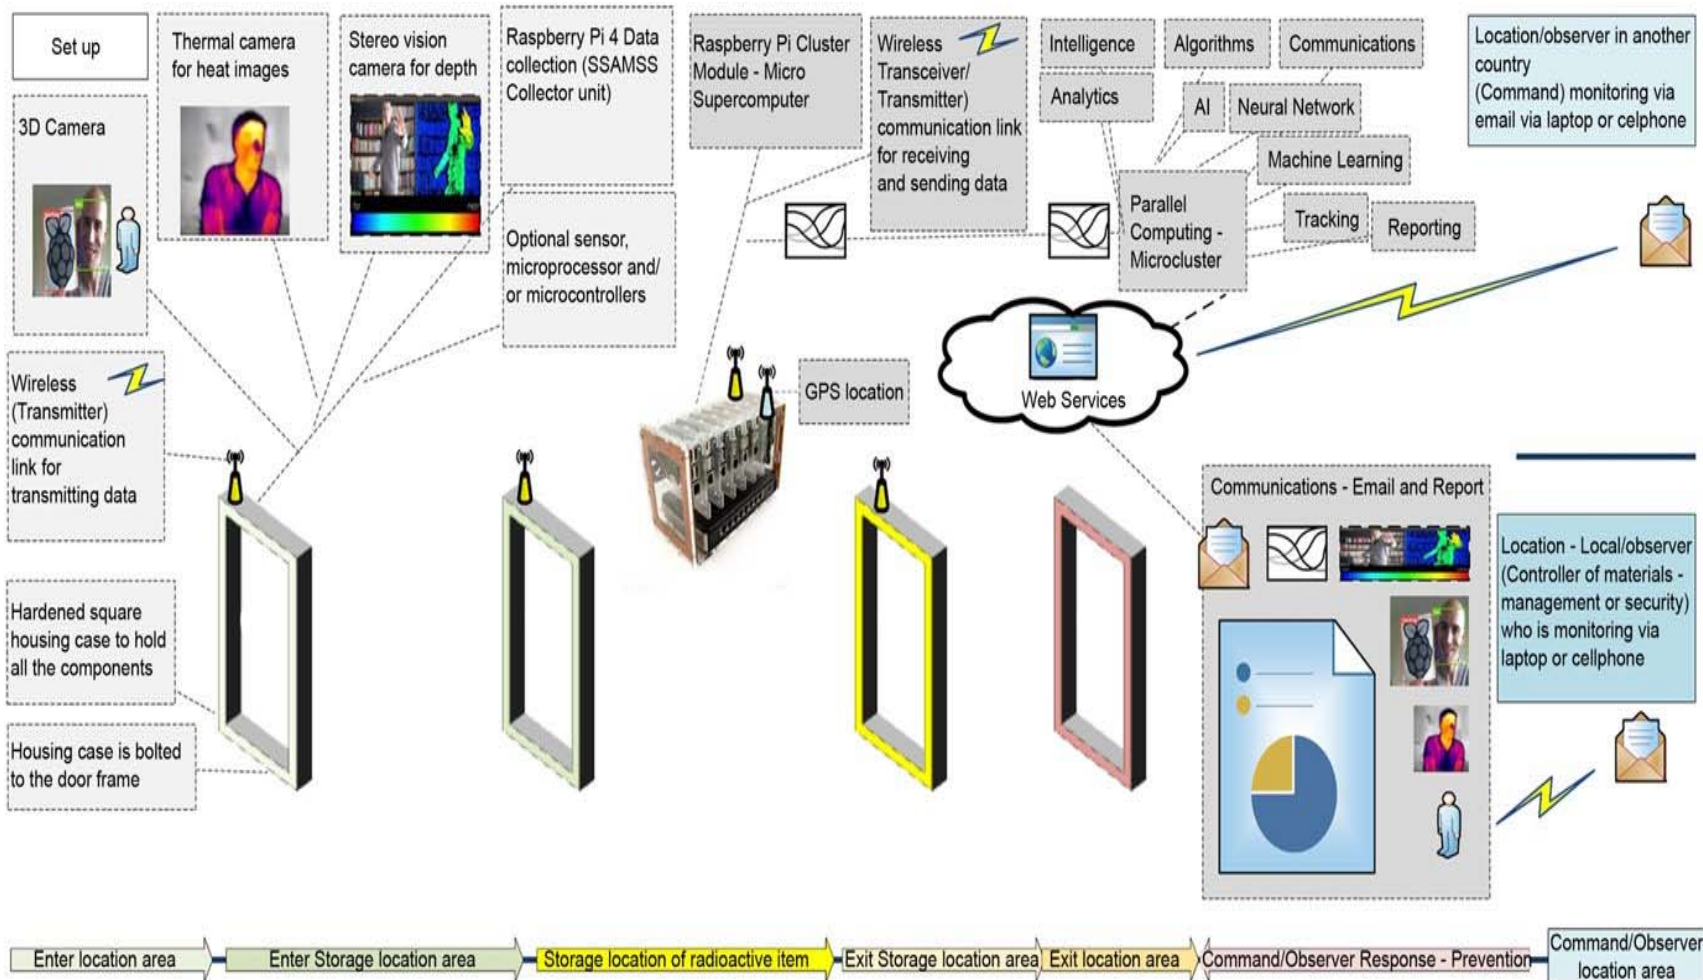 Set up
3D Camera
Thermal camera
for heat images
Stereo vision
camera for depth
Raspberry Pi 4 Data
collection (SSAMSS
Collector unit)
Optional sensor,
microprocessor and/
or microcontrollers
Raspberry Pi Cluster
Module - Micro
Supercomputer
Wireless
Transceiver/
Transmitter)
communication link
for receiving
and sending data
Intelligence
Algorithms
Communications
Analytics
AI
Neural Network
Machine Learning
Parallel
Computing -
Microcluster
Tracking
Reporting
Location/observer in another
country
(Command) monitoring via
email via laptop or celphone
Wireless
(Transmitter)
communication
link for
transmitting data
GPS location
Web Services
Hardened square
housing case to hold
all the components
Housing case is bolted
to the door frame
Communications - Email and Report
Location - Local/observer
(Controller of materials -
management or security)
who is monitoring via
laptop or cellphone
Enter location area
Enter Storage location area
Storage location of radioactive item
Exit Storage location area
Exit location area
Command/Observer Response - Prevention
Command/Observer
location area